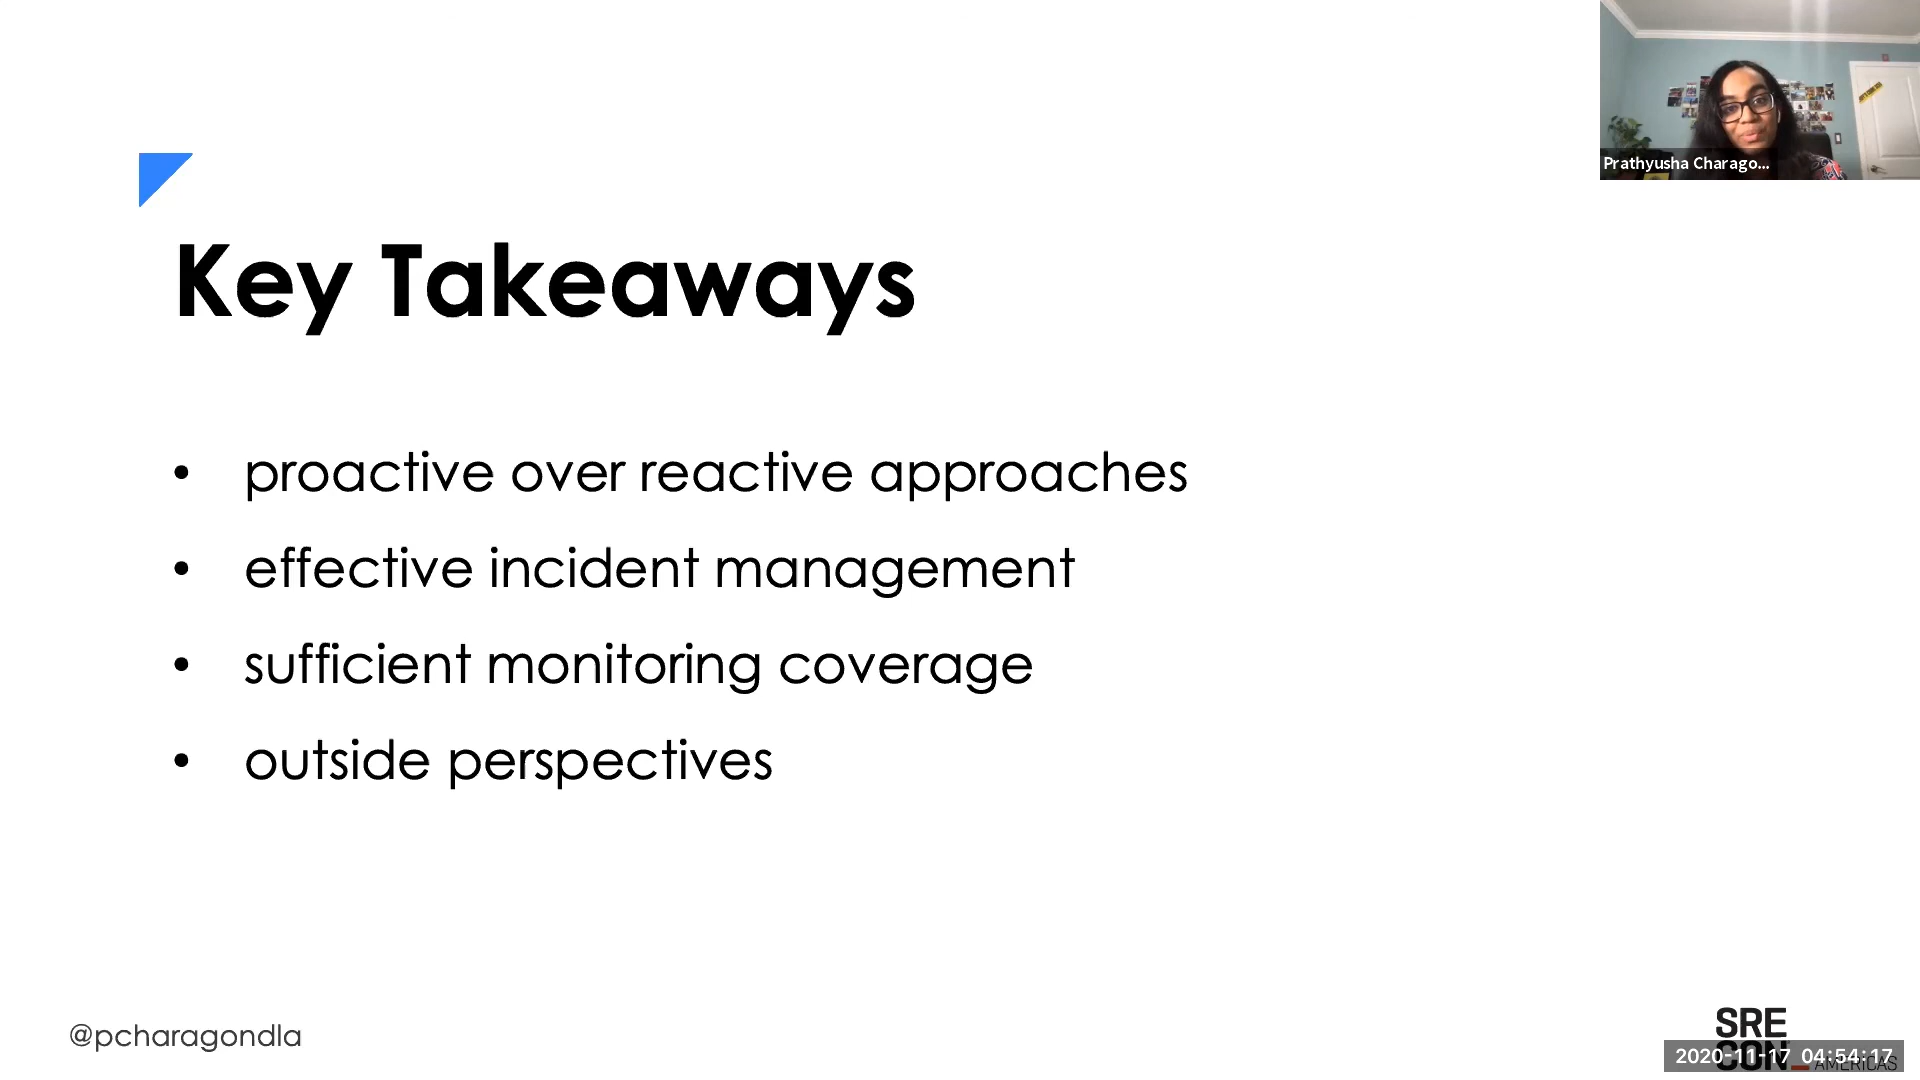 Prathyusha Charago...
Key Takeaways
• proactive over reactive approaches
• effective incident management
• sufficient monitoring coverage
• outside perspectives
@pcharagondla
SRE
CON
AMERICAS
2020-11-17 04:54:17